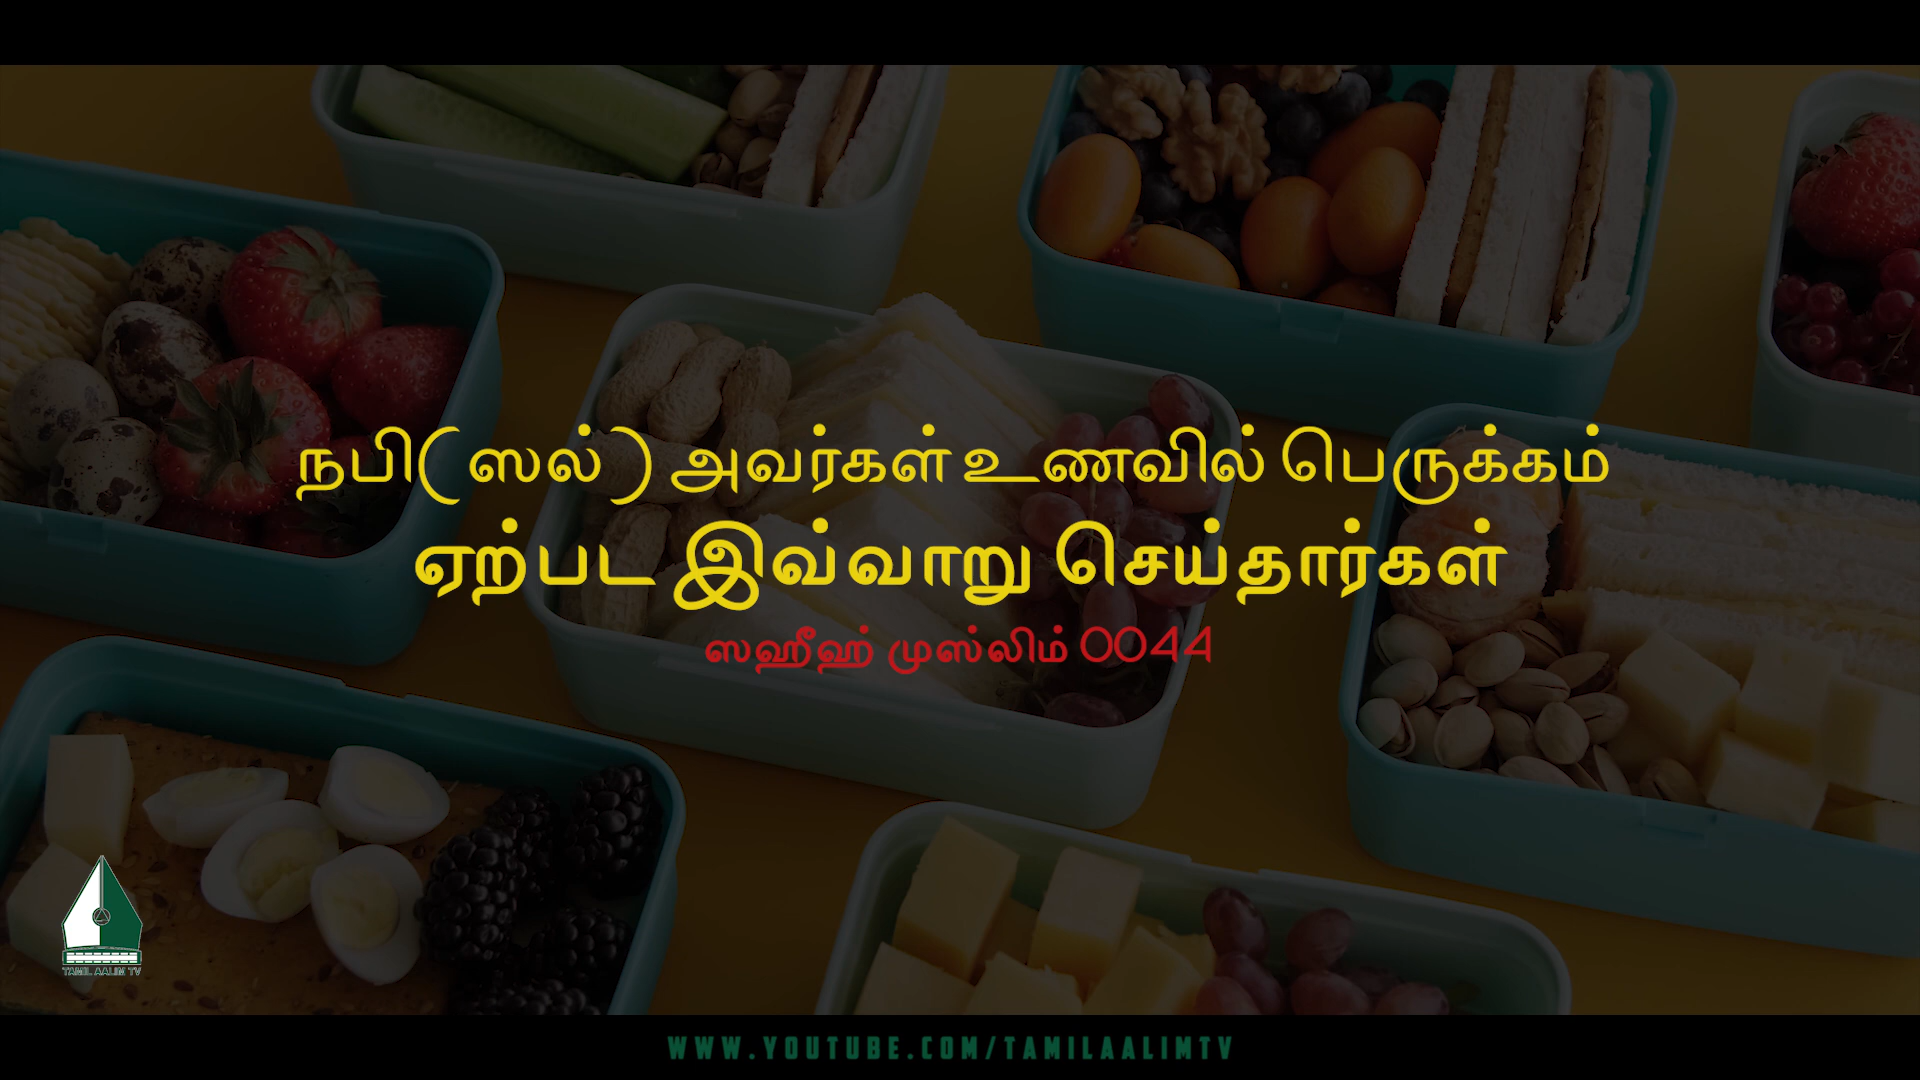 நபி( ஸல் ) அவர்கள் உணவில் பெருக்கம்
ஏற்பட இவ்வாறு செய்தார்கள்
ஸஹீஹ் முஸ்லிம் 0044
TAMIL AALIM TV
WWW.YOUTUBE.COM/TAMILAALIMTV